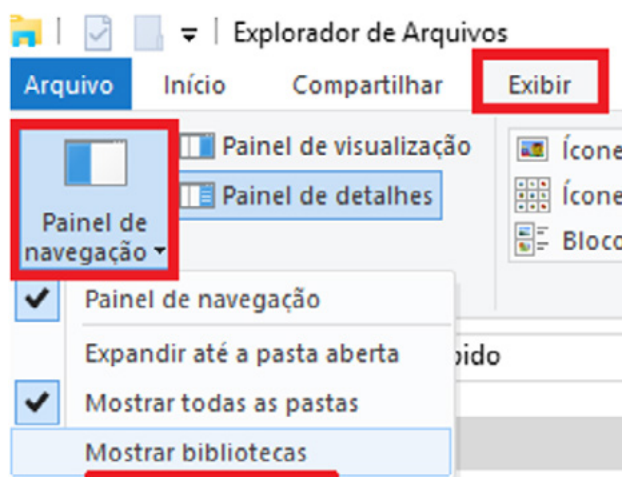 Explorador de Arquivos
Arquivo Início Compartilhar Exibir
Painel de visualização
Painel de detalhes
Painel de
navegação
Painel de navegação
Expandir até a pasta aberta
Mostrar todas as pastas
Mostrar bibliotecas